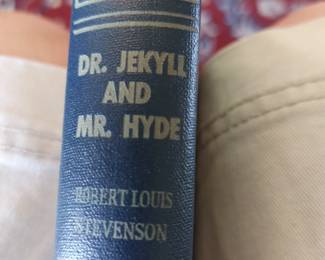 DR. JEKYLL
AND
MR. HYDE
ROBERT LOUIS
STEVENSON